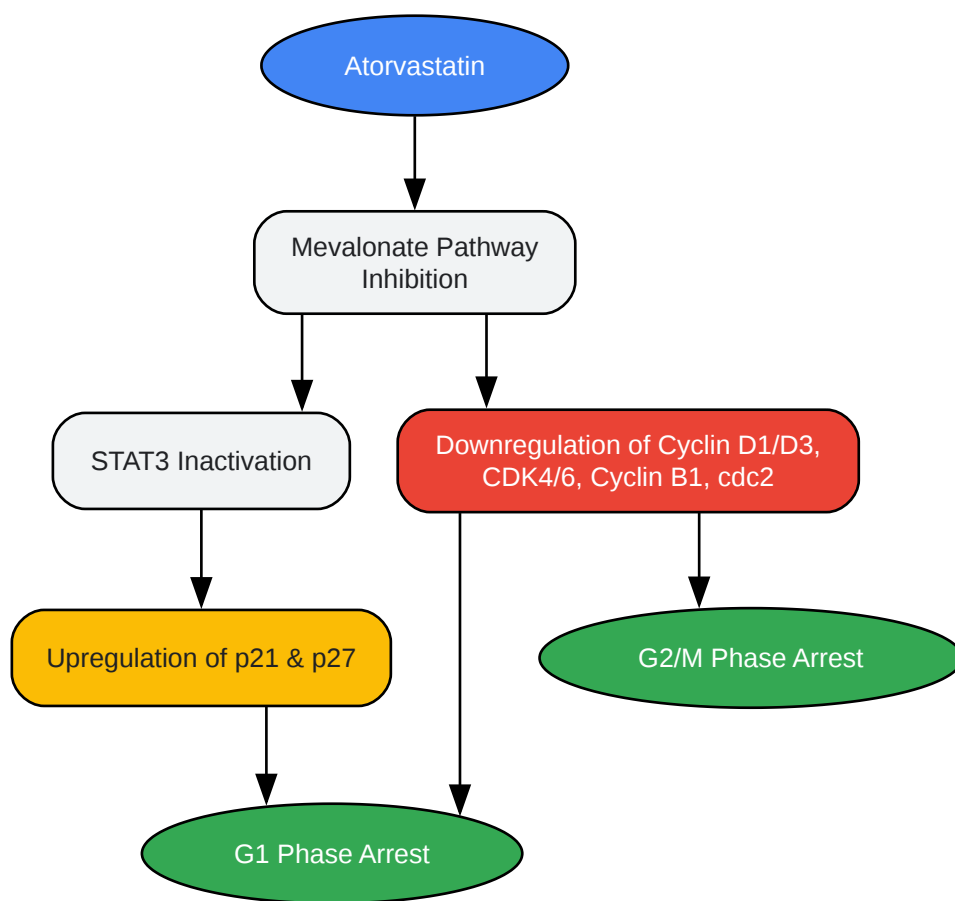 Atorvastatin
Mevalonate Pathway
Inhibition
STAT3 Inactivation
Downregulation of Cyclin D1/D3,
CDK4/6, Cyclin B1, cdc2
Upregulation of p21 & p27
G2/M Phase Arrest
G1 Phase Arrest